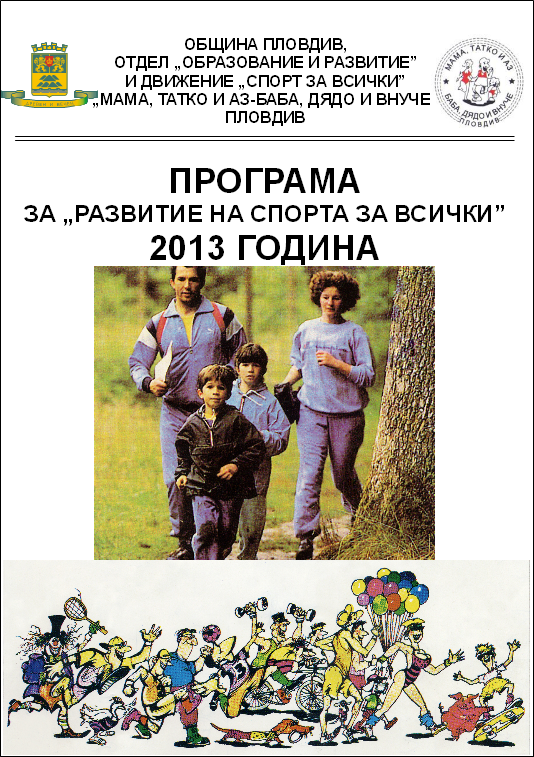 ОБЩИНА ПЛОВДИВ,
ОТДЕЛ „ОБРАЗОВАНИЕ И РАЗВИТИЕ”
И ДВИЖЕНИЕ „СПОРТ ЗА ВСИЧКИ”
„МАМА, ТАТКО И АЗ-БАБА, ДЯДО И ВНУЧЕ
ПЛОВДИВ
МАМА, ТАТКО И АЗ
БАБА, ДЯДО И ВНУЧЕ
ПЛОВДИВ
ПРОГРАМА
ЗА „РАЗВИТИЕ НА СПОРТА ЗА ВСИЧКИ”
2013 ГОДИНА